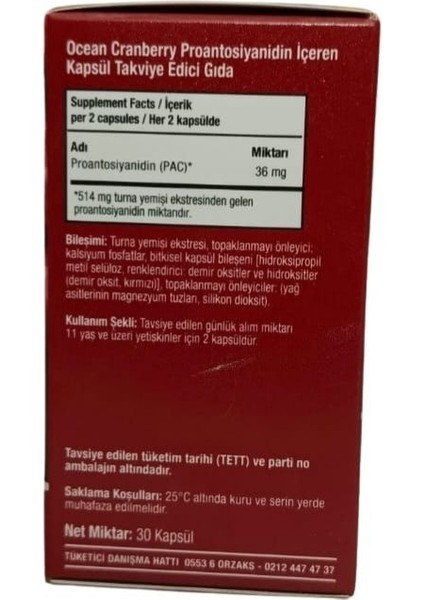 Ocean Cranberry Proantosiyanidin İçeren
Kapsül Takviye Edici Gıda
Supplement Facts / İçerik
per 2 capsules / Her 2 kapsülde
Adı Miktarı
Proantosiyanidin (PAC)* 36 mg
*514 mg turna yemişi ekstresinden gelen
proantosiyanidin miktarıdır.
Bileşimi: Turna yemişi ekstresi, topaklanmayı önleyici:
kalsiyum fosfatlar, bitkisel kapsül bileşeni [hidroksipropil
metil selüloz, renklendirici: demir oksitler ve hidroksitler
(demir oksit, kırmızı)], topaklanmayı önleyiciler: (yağ
asitlerinin magnezyum tuzları, silikon dioksit).
Kullanım Şekli: Tavsiye edilen günlük alım miktarı
11 yaş ve üzeri yetişkinler için 2 kapsüldür.
Tavsiye edilen tüketim tarihi (TETT) ve parti no
ambalajın altındadır.
Saklama Koşulları: 25°C altında kuru ve serin yerde
muhafaza edilmelidir.
Net Miktar: 30 Kapsül
TÜKETİCİ DANIŞMA HATTI 0553 6 ORZAKS - 0212 447 47 37